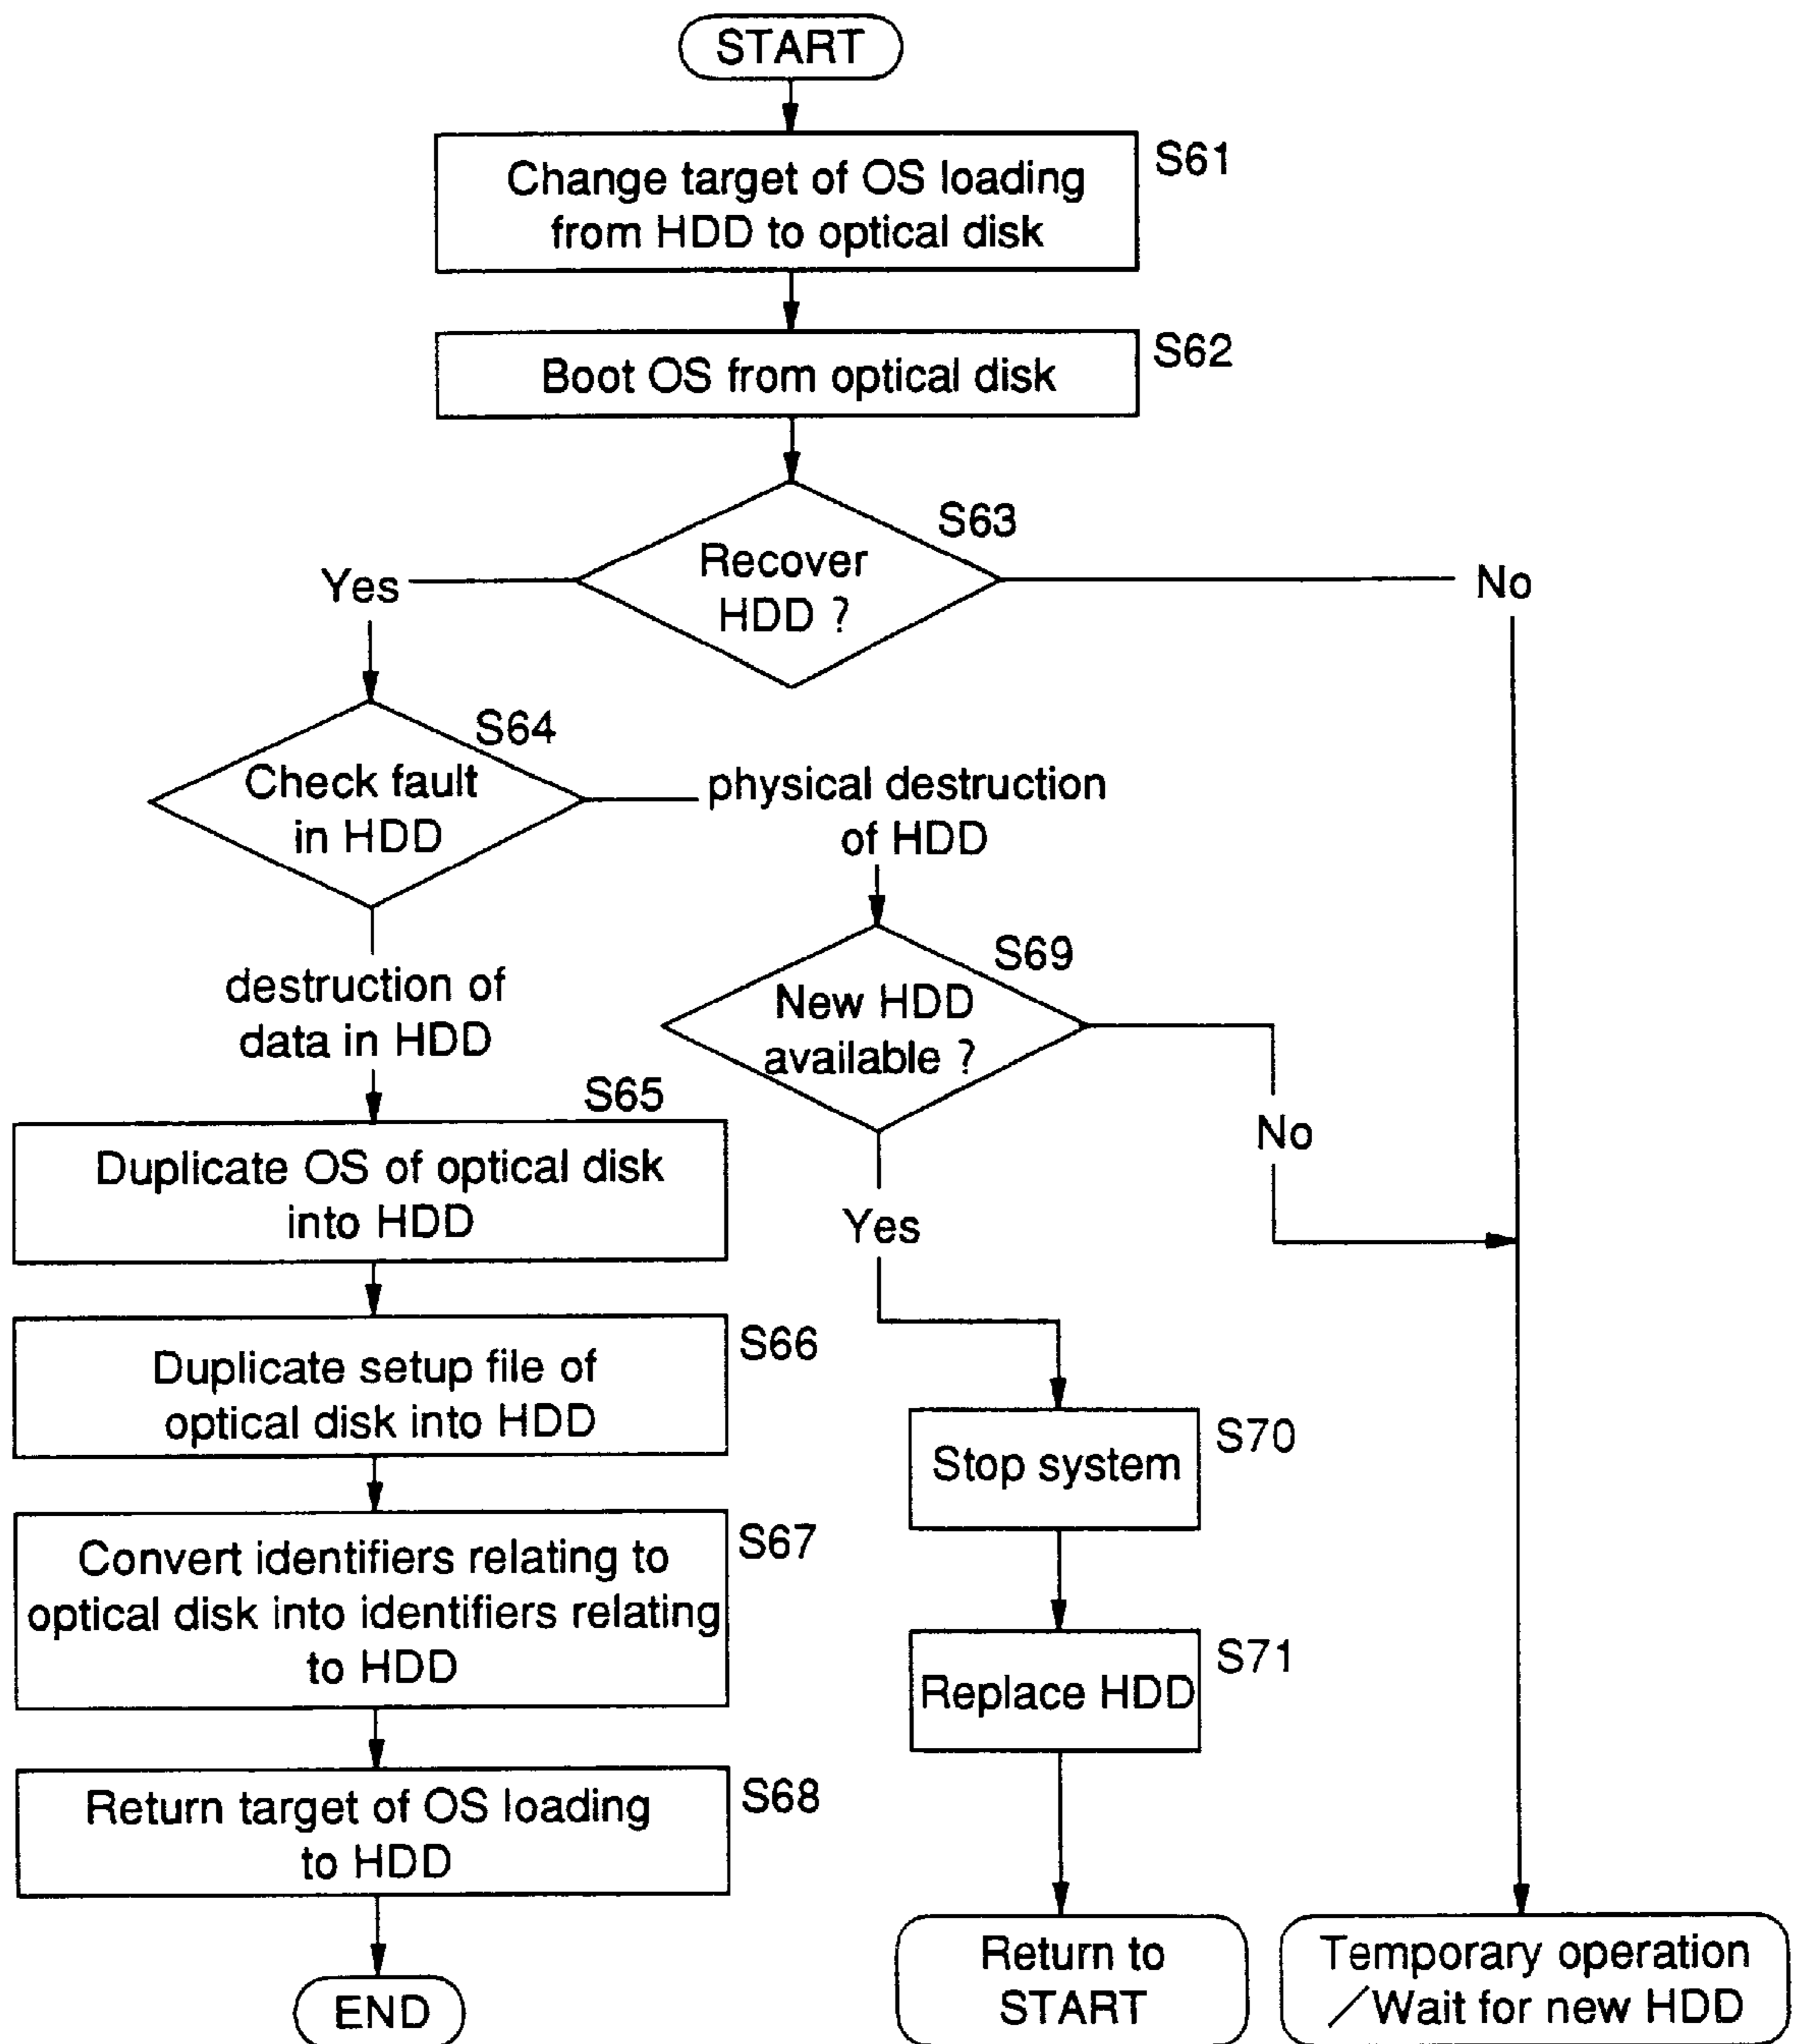 START
Change target of OS loading
from HDD to optical disk
S61
Boot OS from optical disk
S62
Recover
HDD ?
S63
Yes
No
Check fault
in HDD
S64
physical destruction
of HDD
destruction of
data in HDD
New HDD
available ?
S69
No
Yes
S65
Duplicate OS of optical disk
into HDD
Duplicate setup file of
optical disk into HDD
S66
Convert identifiers relating to
optical disk into identifiers relating
to HDD
S67
Return target of OS loading
to HDD
S68
END
Stop system
S70
Replace HDD
S71
Return to
START
Temporary operation
/Wait for new HDD